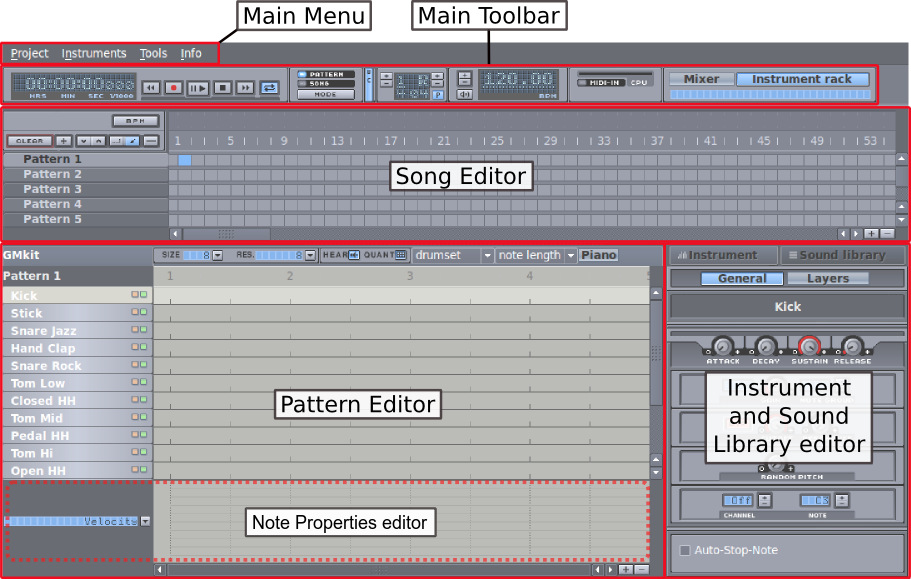 Main Menu
Main Toolbar
Project Instruments Tools Info
00:00:00:000
HRS MIN SEC 1/1000
PATTERN
SONG
MODE
BC
120.00
BPM
MIDI-IN CPU
Mixer Instrument rack
BPM
CLEAR
1 5 9 13 17 21 25 29 33 37 41 45 49 53
Pattern 1
Pattern 2
Pattern 3
Pattern 4
Pattern 5
Song Editor
GMkit
SIZE 8 RES. 8 HEAR QUANT drumset note length Piano
Pattern 1
1 2 3 4 5
Kick
Stick
Snare Jazz
Hand Clap
Snare Rock
Tom Low
Closed HH
Tom Mid
Pedal HH
Tom Hi
Open HH
Pattern Editor
Velocity
Note Properties editor
Instrument Sound library
General Layers
Kick
ATTACK DECAY SUSTAIN RELEASE
Instrument
and Sound
Library editor
RANDOM PITCH
Off C3
CHANNEL NOTE
Auto-Stop-Note